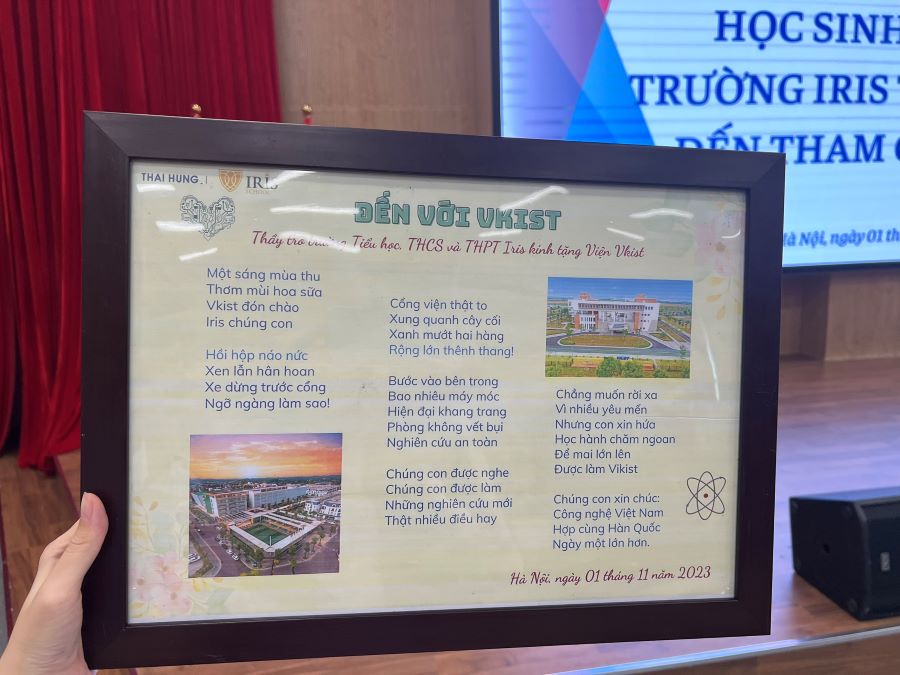 THAI HUNG.
IRIS
SCHOOL
ĐẾN VỚI VKIST
Thầy trò trường Tiểu học, THCS và THPT Iris kính tặng Viện Vkist
Một sáng mùa thu
Thơm mùi hoa sữa
Vkist đón chào
Iris chúng con
Hồi hộp náo nức
Xen lẫn hân hoan
Xe dừng trước cổng
Ngỡ ngàng làm sao!
Cổng viện thật to
Xung quanh cây cối
Xanh mướt hai hàng
Rộng lớn thênh thang!
Bước vào bên trong
Bao nhiêu máy móc
Hiện đại khang trang
Phòng không vết bụi
Nghiên cứu an toàn
Chúng con được nghe
Chúng con được làm
Những nghiên cứu mới
Thật nhiều điều hay
Chẳng muốn rời xa
Vì nhiều yêu mến
Nhưng con xin hứa
Học hành chăm ngoan
Để mai lớn lên
Được làm Vkist
Chúng con xin chúc:
Công nghệ Việt Nam
Hợp cùng Hàn Quốc
Ngày một lớn hơn.
Hà Nội, ngày 01 tháng 11 năm 2023
HỌC SINH
TRƯỜNG IRIS
ĐẾN THAM
Hà Nội, ngày 01